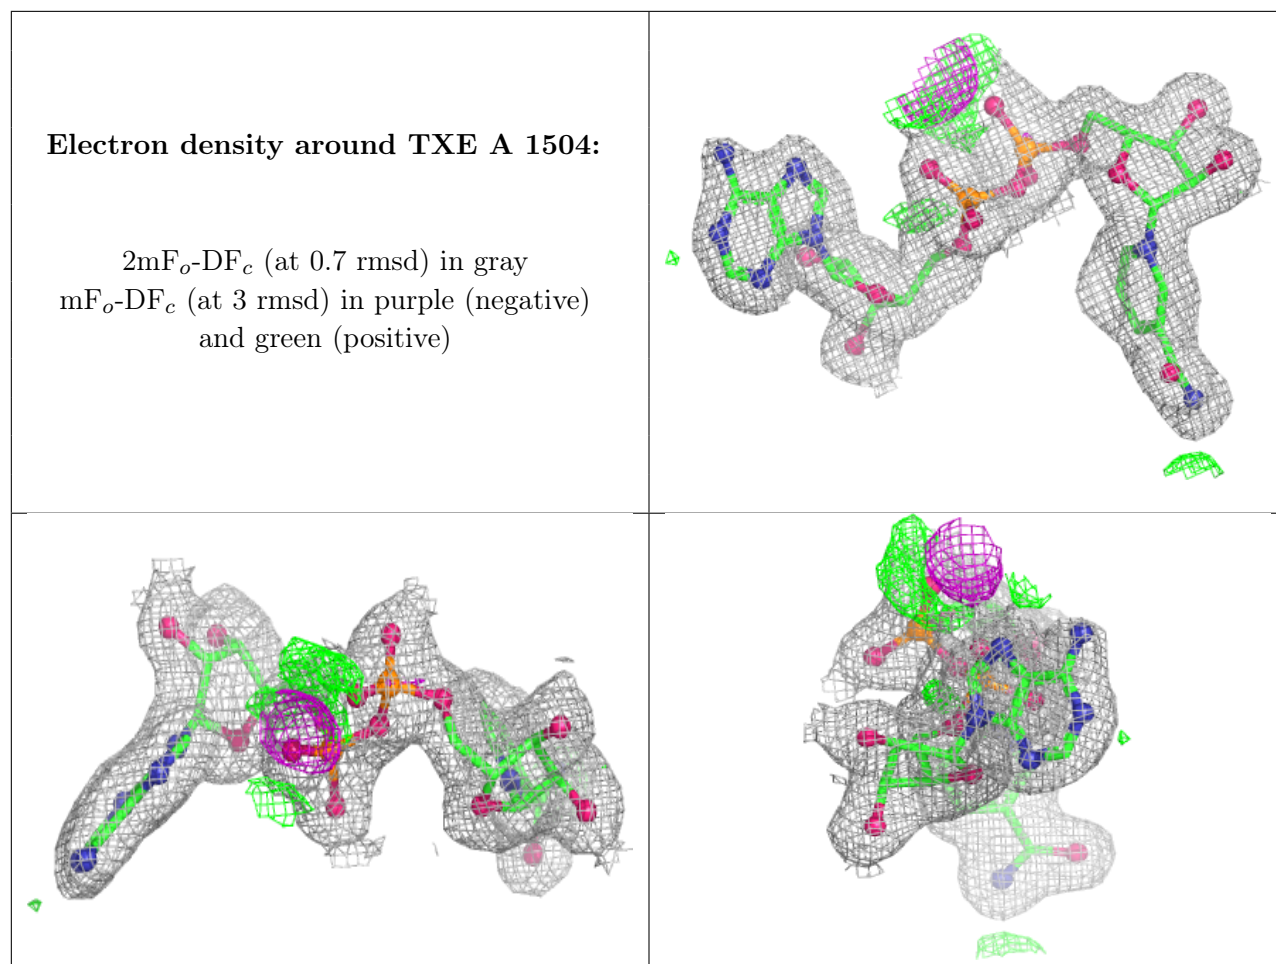 Electron density around TXE A 1504:
2mFo-DFc (at 0.7 rmsd) in gray
mFo-DFc (at 3 rmsd) in purple (negative)
and green (positive)